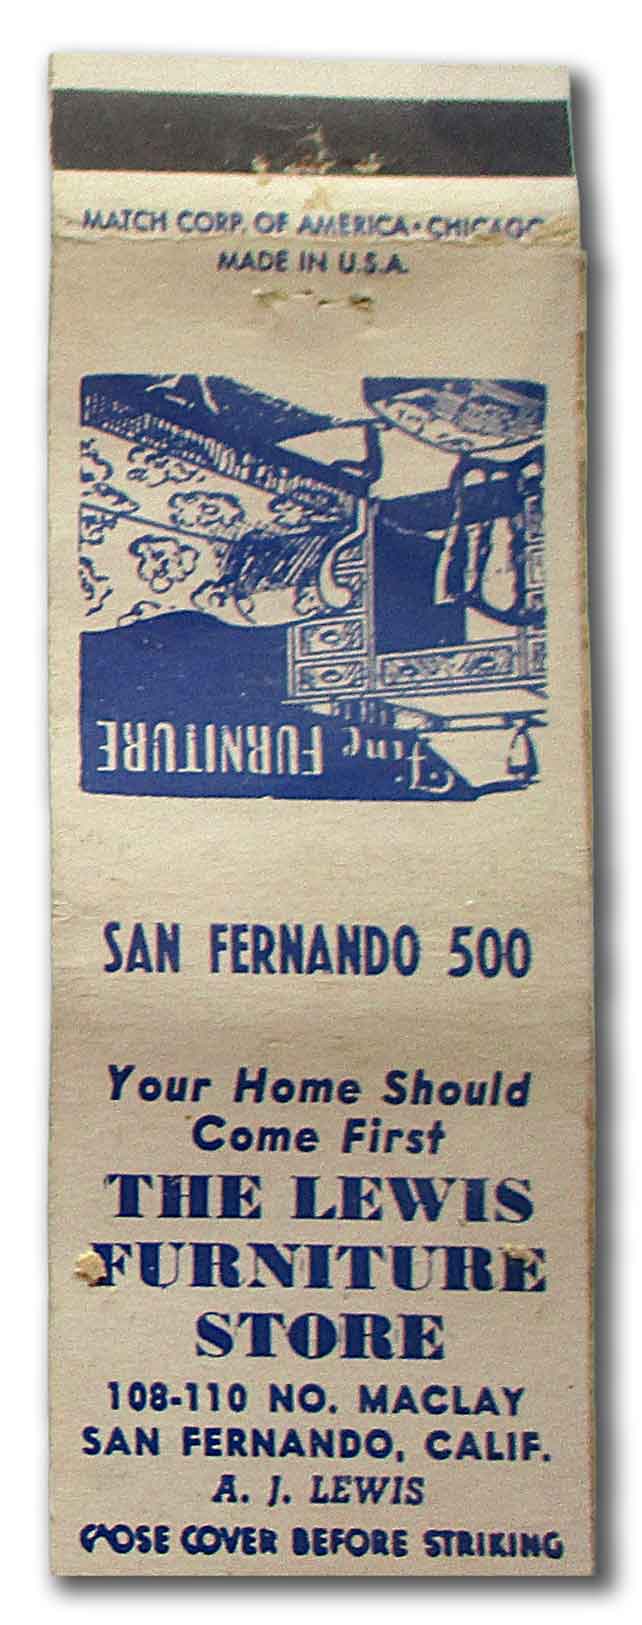 MATCH CORP. OF AMERICA • CHICAGO
MADE IN U.S.A.
Fine FURNITURE
SAN FERNANDO 500
Your Home Should
Come First
THE LEWIS
FURNITURE
STORE
108-110 NO. MACLAY
SAN FERNANDO, CALIF.
A. J. LEWIS
CLOSE COVER BEFORE STRIKING